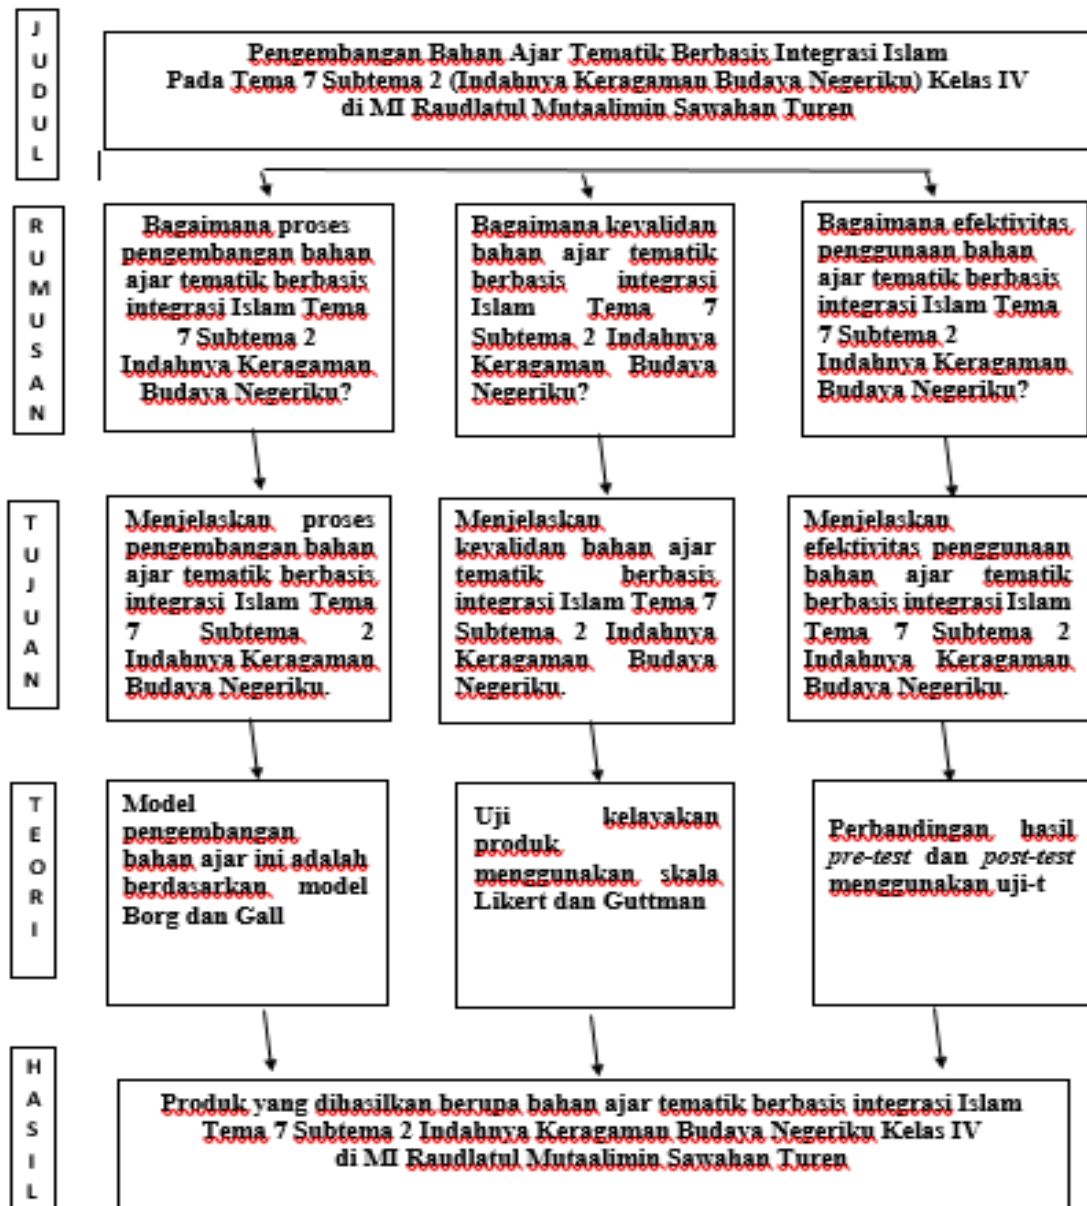 JUDUL
Pengembangan Bahan Ajar Tematik Berbasis Integrasi Islam
Pada Tema 7 Subtema 2 (Indahnya Keragaman Budaya Negeriku) Kelas IV
di MI Raudlatul Mutaalimin Sawahan Turen
RUMUSAN
Bagaimana proses
pengembangan bahan
ajar tematik berbasis
integrasi Islam Tema
7 Subtema 2
Indahnya Keragaman
Budaya Negeriku?
Bagaimana kevalidan
bahan ajar tematik
berbasis integrasi
Islam Tema 7
Subtema 2 Indahnya
Keragaman Budaya
Negeriku?
Bagaimana efektivitas
penggunaan bahan
ajar tematik berbasis
integrasi Islam Tema
7 Subtema 2
Indahnya Keragaman
Budaya Negeriku?
TUJUAN
Menjelaskan proses
pengembangan bahan
ajar tematik berbasis
integrasi Islam Tema
7 Subtema 2
Indahnya Keragaman
Budaya Negeriku.
Menjelaskan
kevalidan bahan ajar
tematik berbasis
integrasi Islam Tema 7
Subtema 2 Indahnya
Keragaman Budaya
Negeriku.
Menjelaskan
efektivitas penggunaan
bahan ajar tematik
berbasis integrasi Islam
Tema 7 Subtema 2
Indahnya Keragaman
Budaya Negeriku.
TEORI
Model
pengembangan
bahan ajar ini adalah
berdasarkan model
Borg dan Gall
Uji kelayakan
produk
menggunakan skala
Likert dan Guttman
Perbandingan hasil
pre-test dan post-test
menggunakan uji-t
HASIL
Produk yang dihasilkan berupa bahan ajar tematik berbasis integrasi Islam
Tema 7 Subtema 2 Indahnya Keragaman Budaya Negeriku Kelas IV
di MI Raudlatul Mutaalimin Sawahan Turen